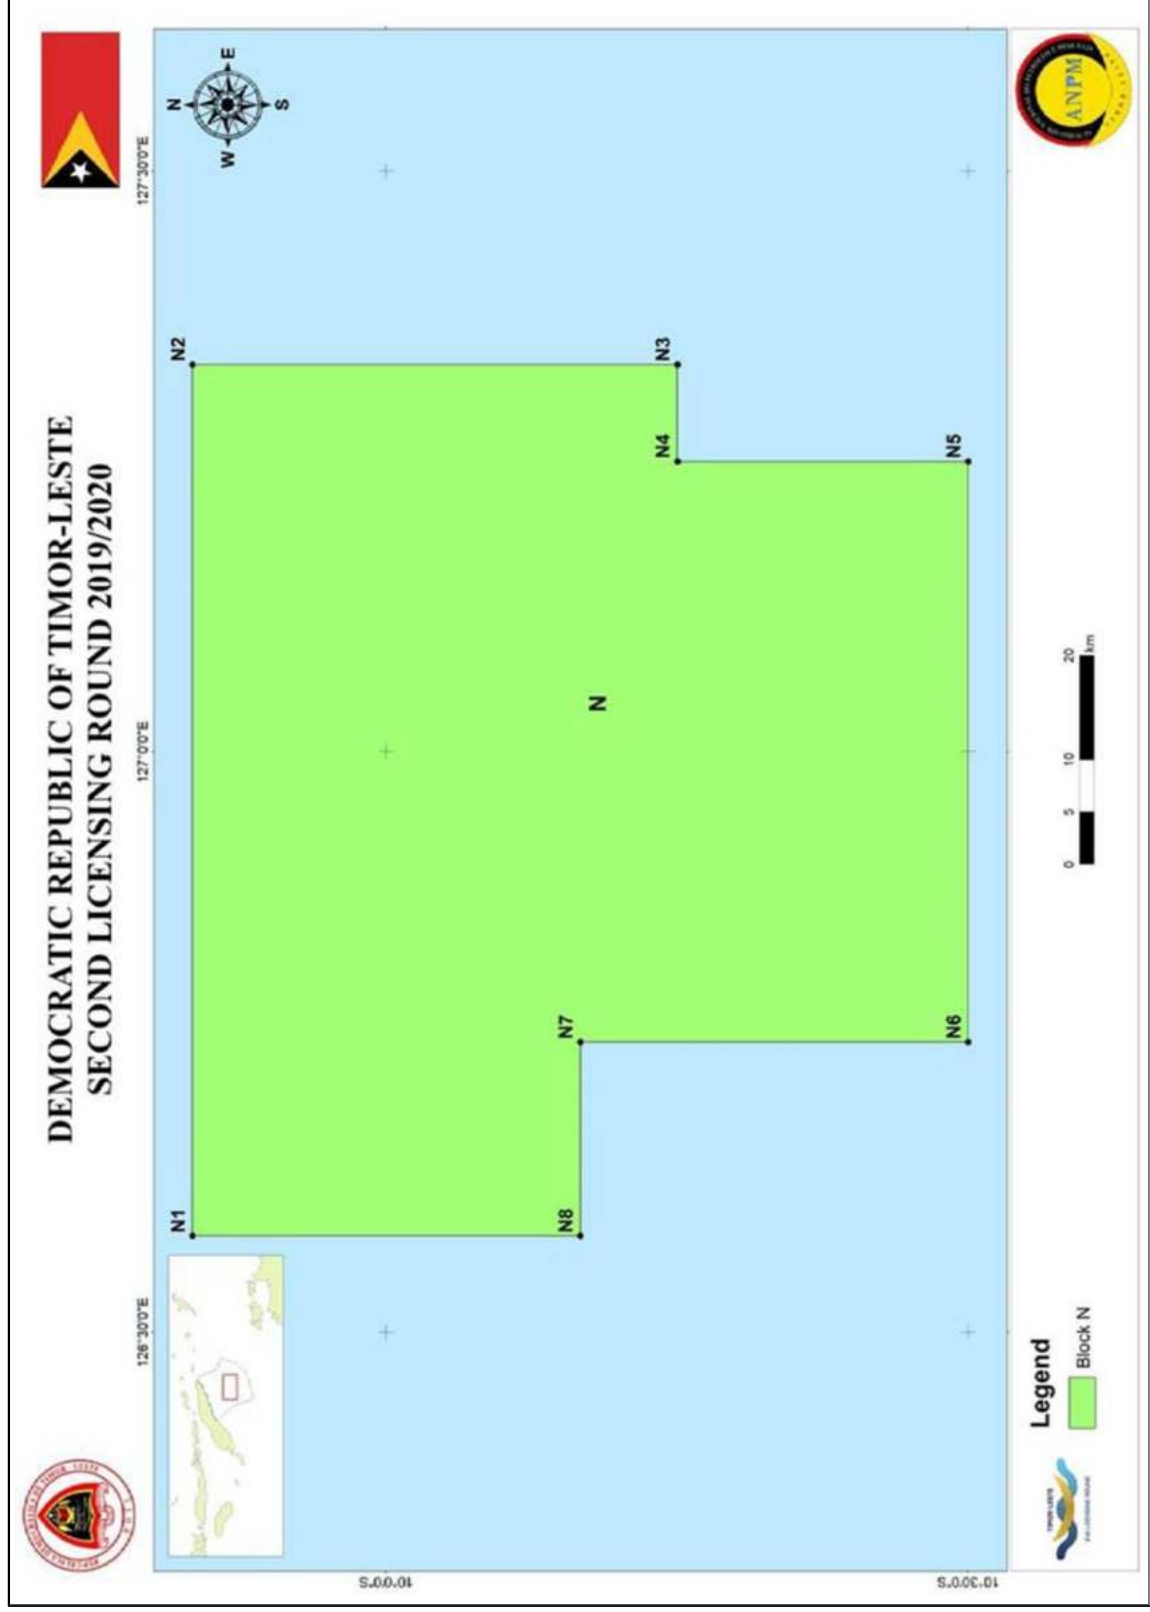 DEMOCRATIC REPUBLIC OF TIMOR-LESTE
SECOND LICENSING ROUND 2019/2020
126°30'0"E
127°0'0"E
127°30'0"E
N
W
E
S
N1
N2
10°0'0"S
N8
N7
N
N4
N3
N6
N5
10°30'0"S
Legend
Block N
0 5 10 20
km
TIMOR-LESTE
ANPM